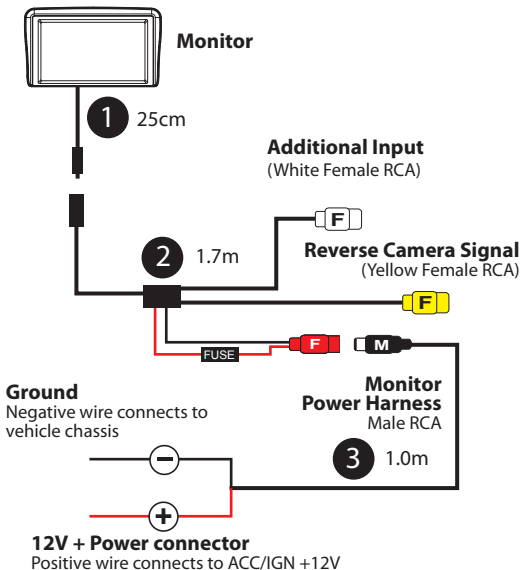 Monitor
1 25cm
Additional Input
(White Female RCA)
F
2 1.7m
Reverse Camera Signal
(Yellow Female RCA)
F
FUSE
F
M
Ground
Negative wire connects to
vehicle chassis
Monitor
Power Harness
Male RCA
3 1.0m
−
+
12V + Power connector
Positive wire connects to ACC/IGN +12V